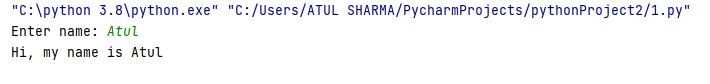 "C:\python 3.8\python.exe" "C:/Users/ATUL SHARMA/PycharmProjects/pythonProject2/1.py"
Enter name: Atul
Hi, my name is Atul